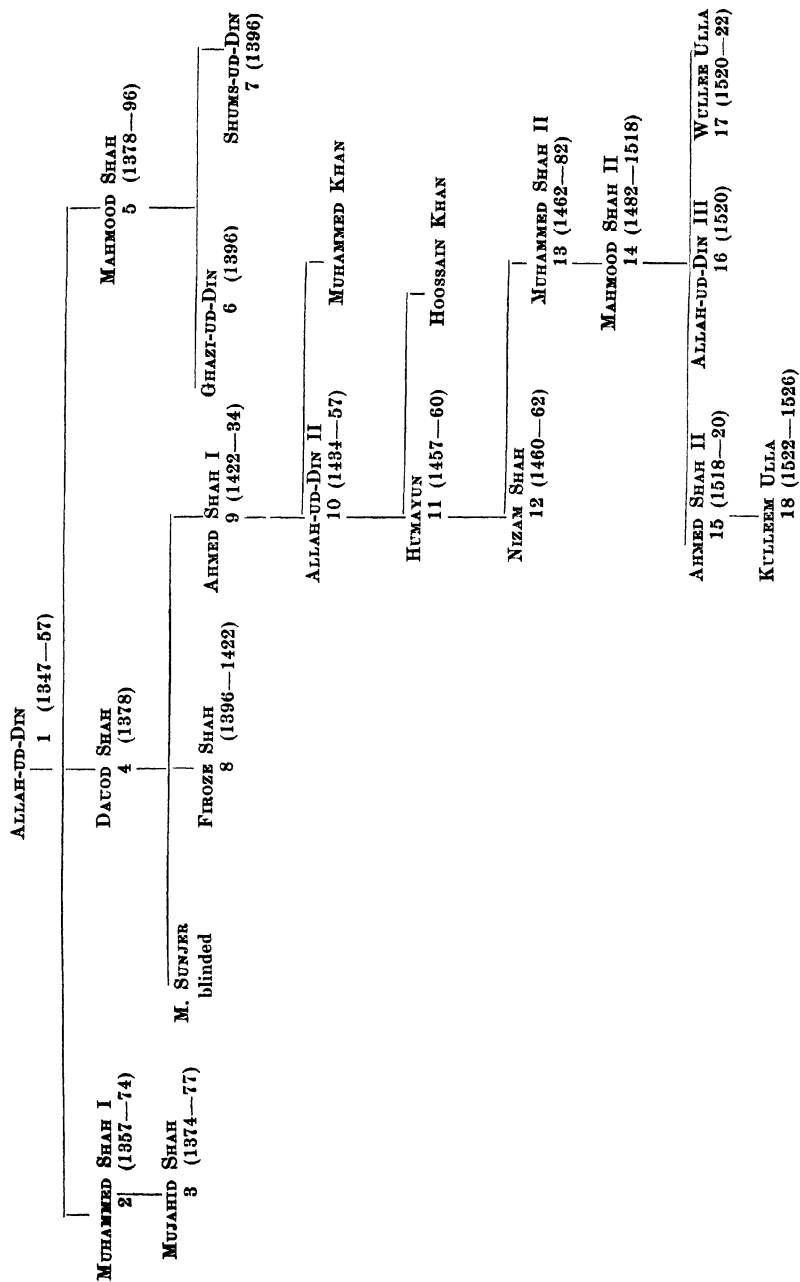 ALLAH-UD-DIN
1 (1347—57)
MUHAMMED SHAH I
2 (1357—74)
DAUOD SHAH
4 (1378)
MAHMOOD SHAH
5 (1378—96)
MUJAHID SHAH
3 (1374—77)
M. SUNJER
blinded
FIROZE SHAH
8 (1396—1422)
AHMED SHAH I
9 (1422—34)
GHAZI-UD-DIN
6 (1396)
SHUMS-UD-DIN
7 (1396)
ALLAH-UD-DIN II
10 (1434—57)
MUHAMMED KHAN
HUMAYUN
11 (1457—60)
HOOSSAIN KHAN
NIZAM SHAH
12 (1460—62)
MUHAMMED SHAH II
13 (1462—82)
MAHMOOD SHAH II
14 (1482—1518)
AHMED SHAH II
15 (1518—20)
ALLAH-UD-DIN III
16 (1520)
WULLEE ULLA
17 (1520—22)
KULLEEM ULLA
18 (1522—1526)